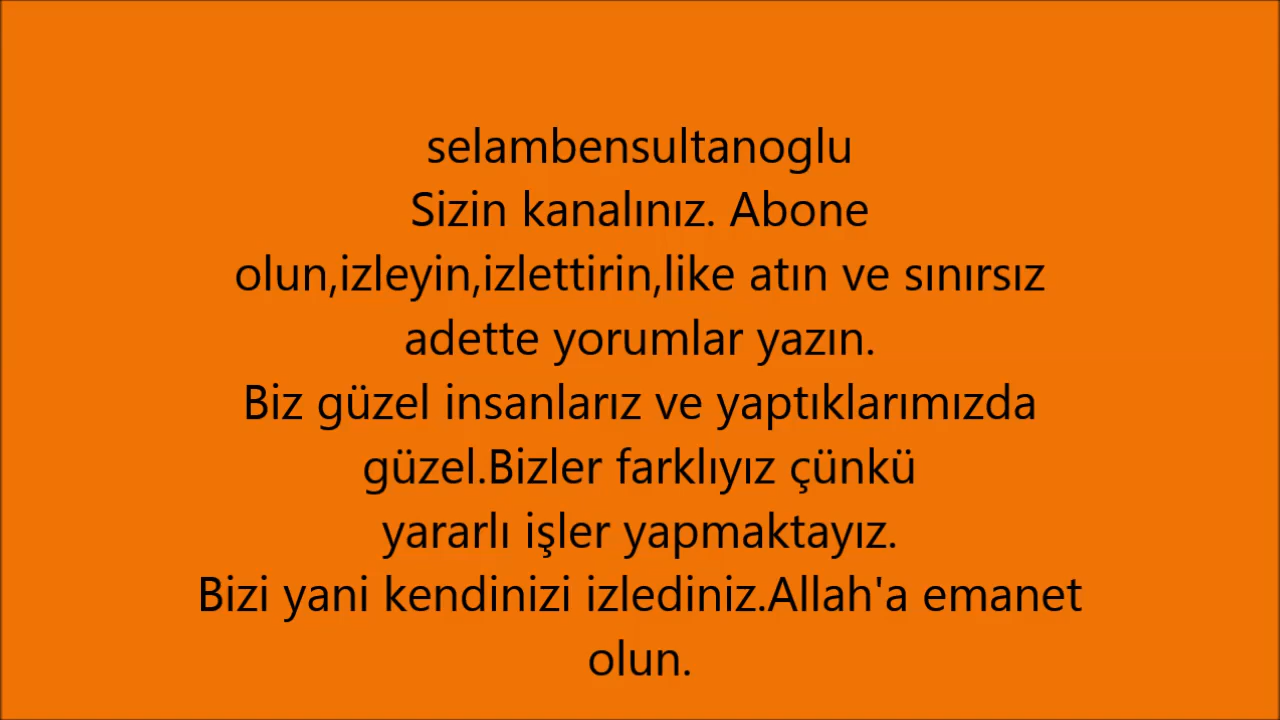 selambensultanoglu
Sizin kanalınız. Abone
olun,izleyin,izlettirin,like atın ve sınırsız
adette yorumlar yazın.
Biz güzel insanlarız ve yaptıklarımızda
güzel.Bizler farklıyız çünkü
yararlı işler yapmaktayız.
Bizi yani kendinizi izlediniz.Allah'a emanet
olun.